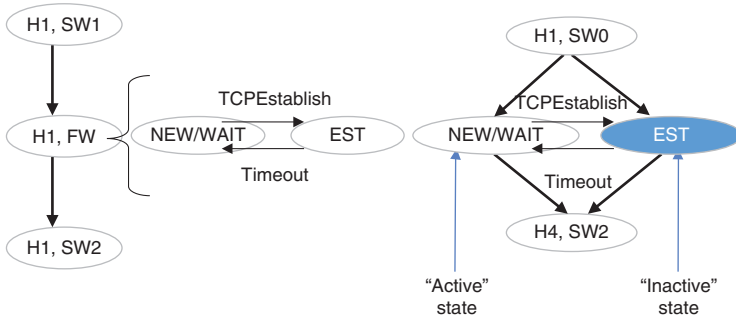 H1, SW1
H1, FW
NEW/WAIT
TCPEstablish
EST
Timeout
H1, SW2
H1, SW0
TCPEstablish
NEW/WAIT
EST
Timeout
H4, SW2
“Active”
state
“Inactive”
state